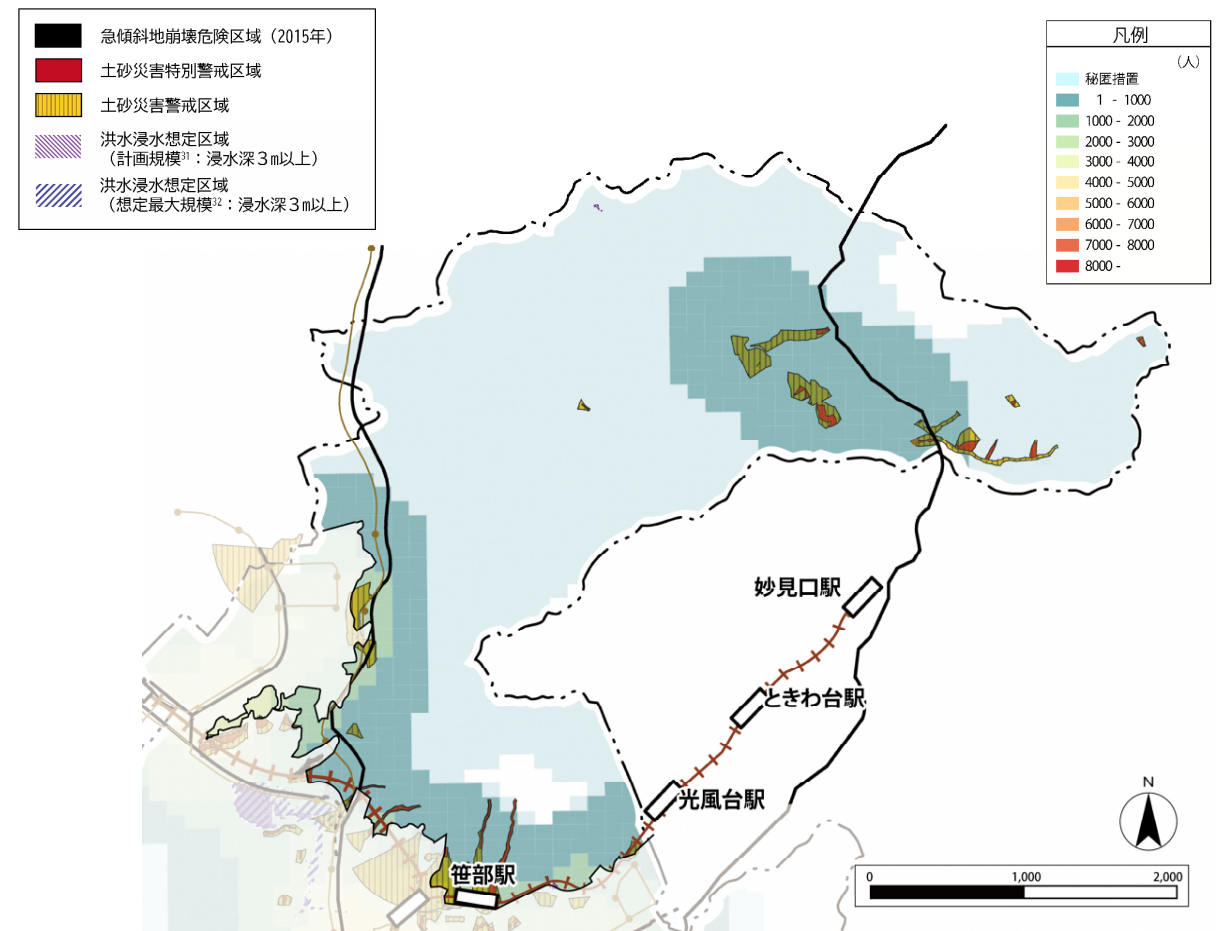 急傾斜地崩壊危険区域（2015年）
土砂災害特別警戒区域
土砂災害警戒区域
洪水浸水想定区域
（計画規模31：浸水深３m以上）
洪水浸水想定区域
（想定最大規模32：浸水深３m以上）
凡例
（人）
秘匿措置
1 - 1000
1000 - 2000
2000 - 3000
3000 - 4000
4000 - 5000
5000 - 6000
6000 - 7000
7000 - 8000
8000 -
妙見口駅
ときわ台駅
光風台駅
笹部駅
N
0 1,000 2,000